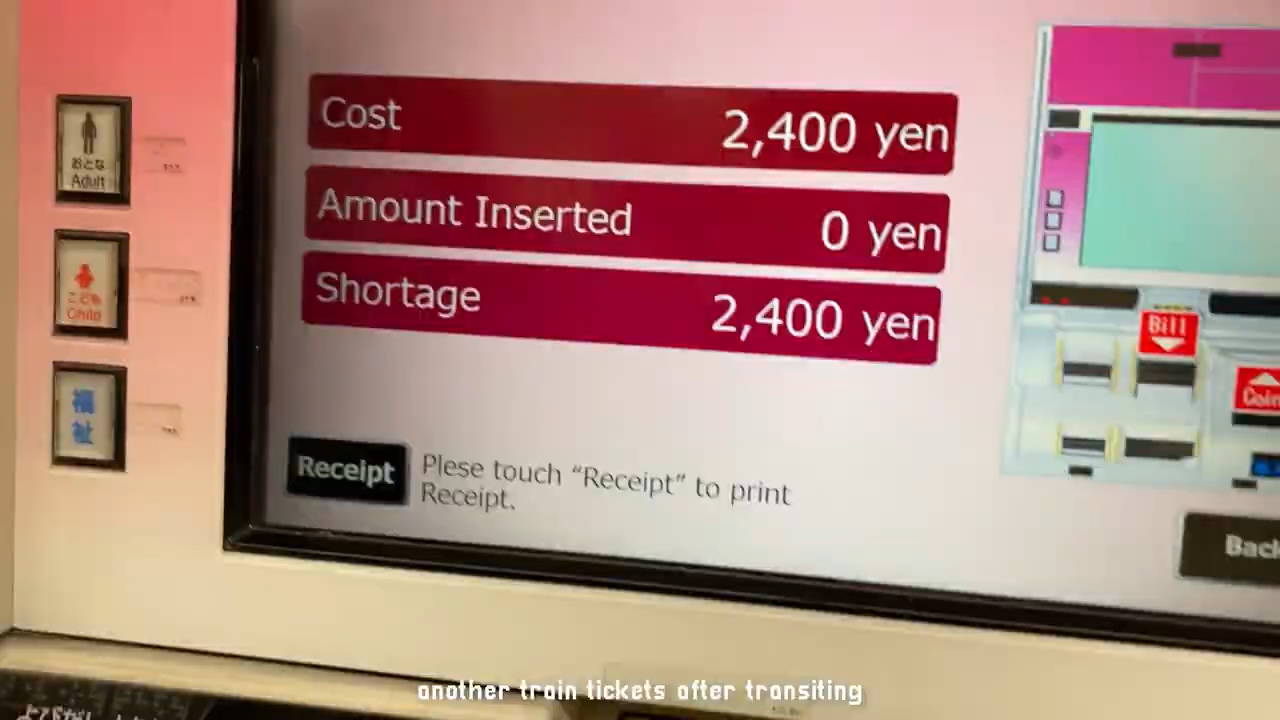 おとな
Adult
こども
Child
福
祉
Cost 2,400 yen
Amount Inserted 0 yen
Shortage 2,400 yen
Receipt
Plese touch “Receipt” to print
Receipt.
Bill
Coin
Back
another train tickets after transiting